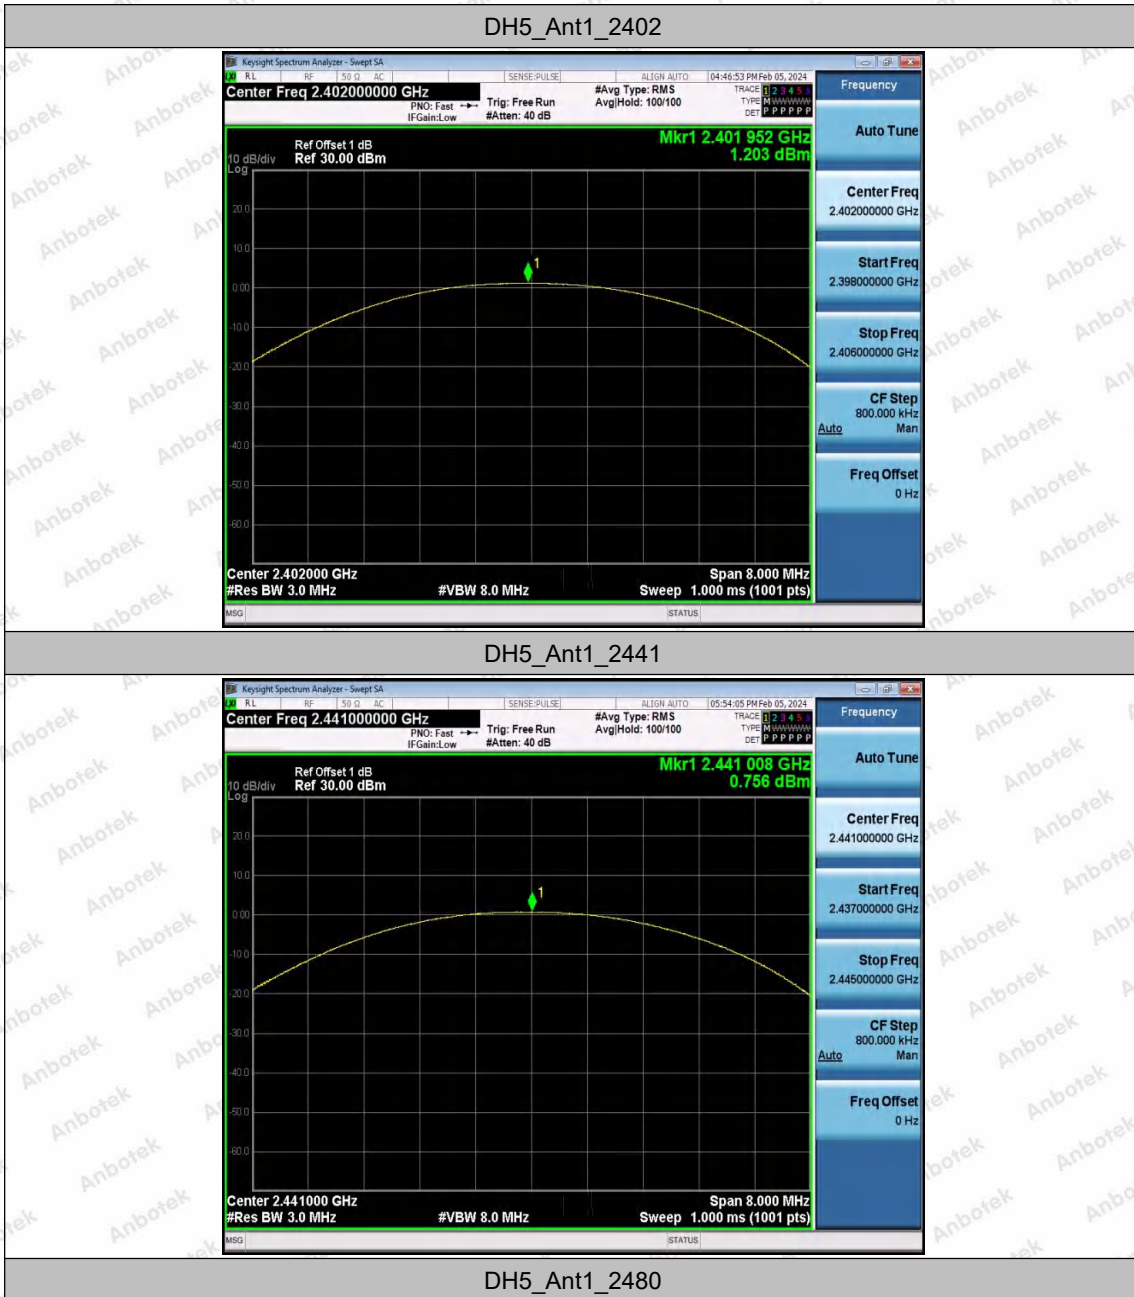 DH5_Ant1_2402
Keysight Spectrum Analyzer - Swept SA
RL RF 50 Ω AC SENSE:PULSE ALIGN AUTO 04:46:53 PM Feb 05, 2024
Center Freq 2.402000000 GHz
PNO: Fast
IFGain:Low
Trig: Free Run
#Atten: 40 dB
#Avg Type: RMS
Avg|Hold: 100/100
TRACE 1 2 3 4 5 6
TYPE M WWWWW
DET P P P P P P
Frequency
Auto Tune
Ref Offset 1 dB
10 dB/div Ref 30.00 dBm
Log
Mkr1 2.401 952 GHz
1.203 dBm
20.0
10.0
0.00
-10.0
-20.0
-30.0
-40.0
-50.0
-60.0
1
Center Freq
2.402000000 GHz
Start Freq
2.398000000 GHz
Stop Freq
2.406000000 GHz
CF Step
800.000 kHz
Auto Man
Freq Offset
0 Hz
Center 2.402000 GHz Span 8.000 MHz
#Res BW 3.0 MHz #VBW 8.0 MHz Sweep 1.000 ms (1001 pts)
MSG STATUS
DH5_Ant1_2441
Keysight Spectrum Analyzer - Swept SA
RL RF 50 Ω AC SENSE:PULSE ALIGN AUTO 05:54:05 PM Feb 05, 2024
Center Freq 2.441000000 GHz
PNO: Fast
IFGain:Low
Trig: Free Run
#Atten: 40 dB
#Avg Type: RMS
Avg|Hold: 100/100
TRACE 1 2 3 4 5 6
TYPE M WWWWW
DET P P P P P P
Frequency
Auto Tune
Ref Offset 1 dB
10 dB/div Ref 30.00 dBm
Log
Mkr1 2.441 008 GHz
0.756 dBm
20.0
10.0
0.00
-10.0
-20.0
-30.0
-40.0
-50.0
-60.0
1
Center Freq
2.441000000 GHz
Start Freq
2.437000000 GHz
Stop Freq
2.445000000 GHz
CF Step
800.000 kHz
Auto Man
Freq Offset
0 Hz
Center 2.441000 GHz Span 8.000 MHz
#Res BW 3.0 MHz #VBW 8.0 MHz Sweep 1.000 ms (1001 pts)
MSG STATUS
DH5_Ant1_2480
Anbotek